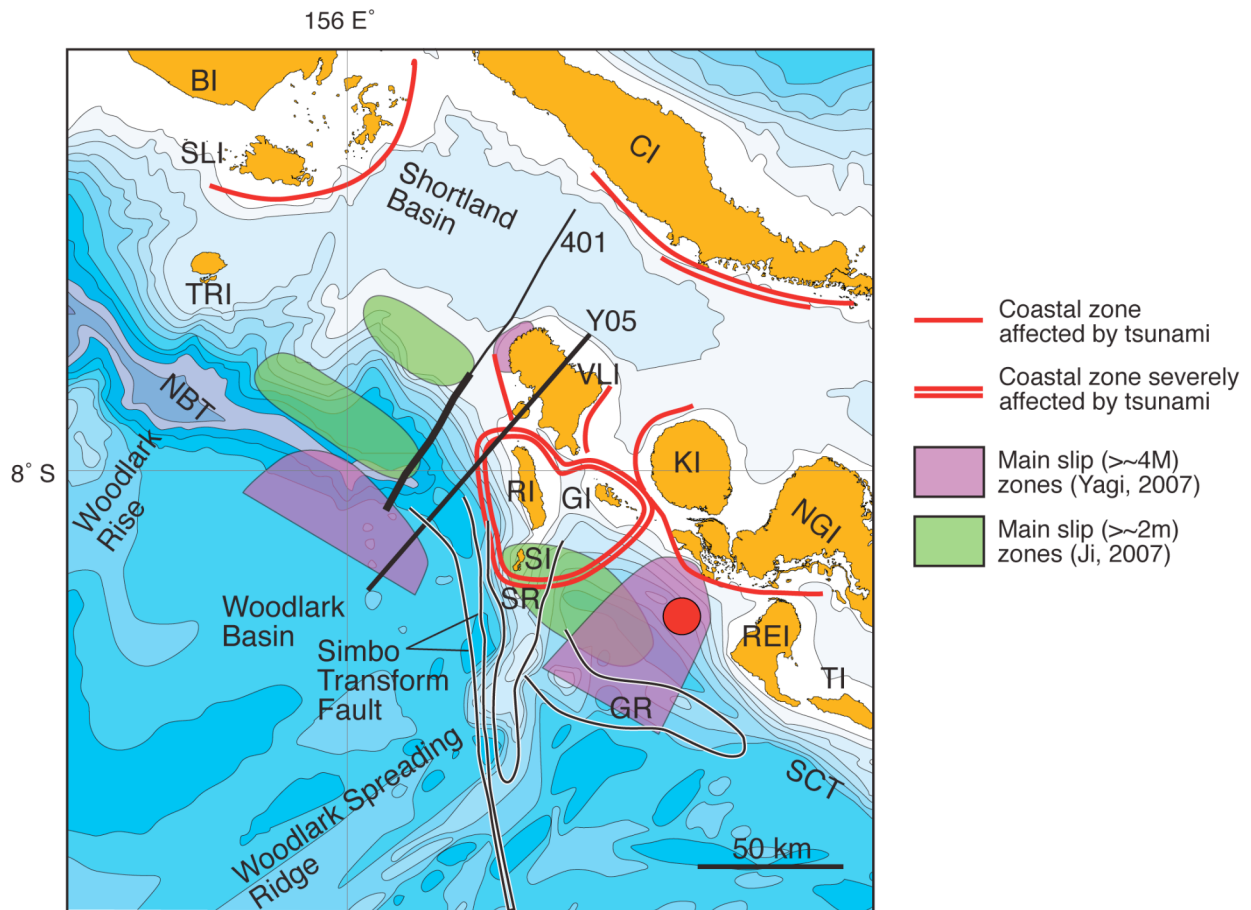 156 E°
BI
SLI
CI
Shortland
Basin
401
TRI
Y05
VLI
NBT
8° S
Woodlark
Rise
RI
GI
KI
NGI
SI
SR
Woodlark
Basin
Simbo
Transform
Fault
REI
TI
GR
SCT
Woodlark Spreading
Ridge
50 km
Coastal zone
affected by tsunami
Coastal zone severely
affected by tsunami
Main slip (>~4M)
zones (Yagi, 2007)
Main slip (>~2m)
zones (Ji, 2007)